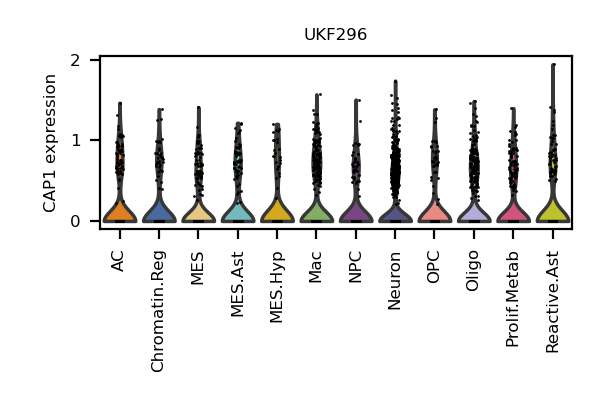 UKF296
CAP1 expression
2
1
0
AC
Chromatin.Reg
MES
MES.Ast
MES.Hyp
Mac
NPC
Neuron
OPC
Oligo
Prolif.Metab
Reactive.Ast